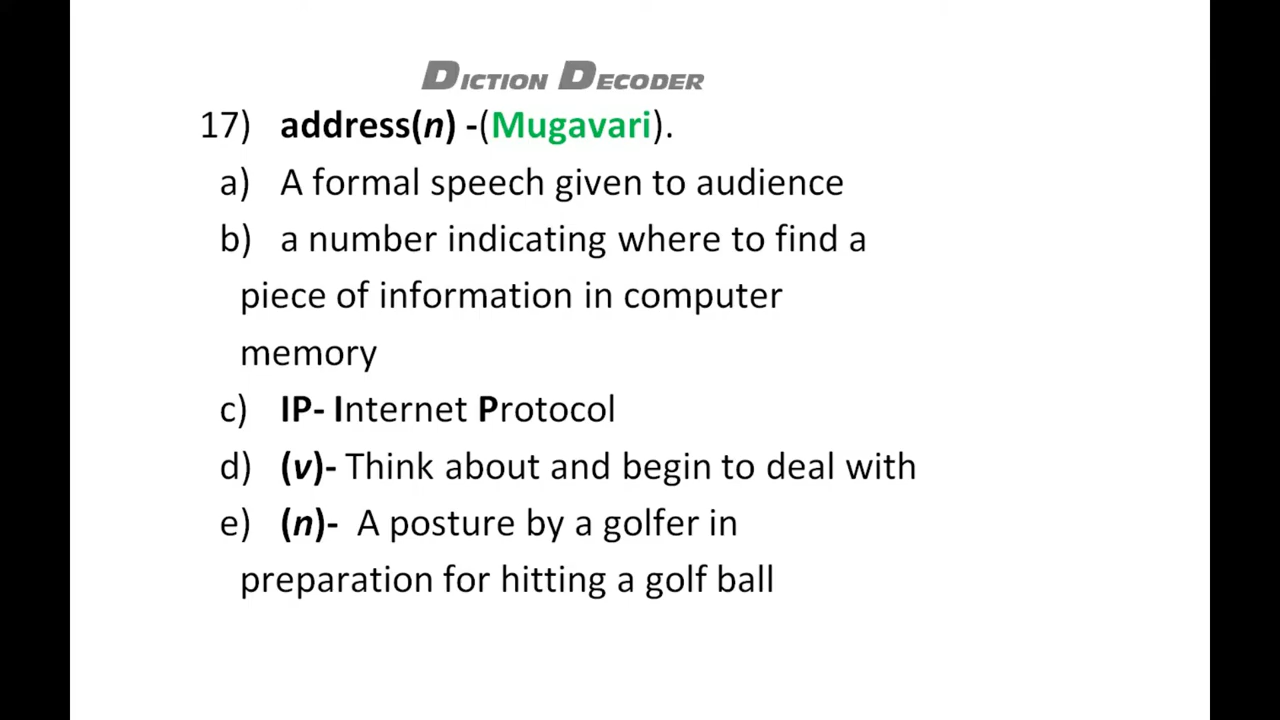 DICTION DECODER
17) address(n) -(Mugavari).
a) A formal speech given to audience
b) a number indicating where to find a
piece of information in computer
memory
c) IP- Internet Protocol
d) (v)- Think about and begin to deal with
e) (n)- A posture by a golfer in
preparation for hitting a golf ball